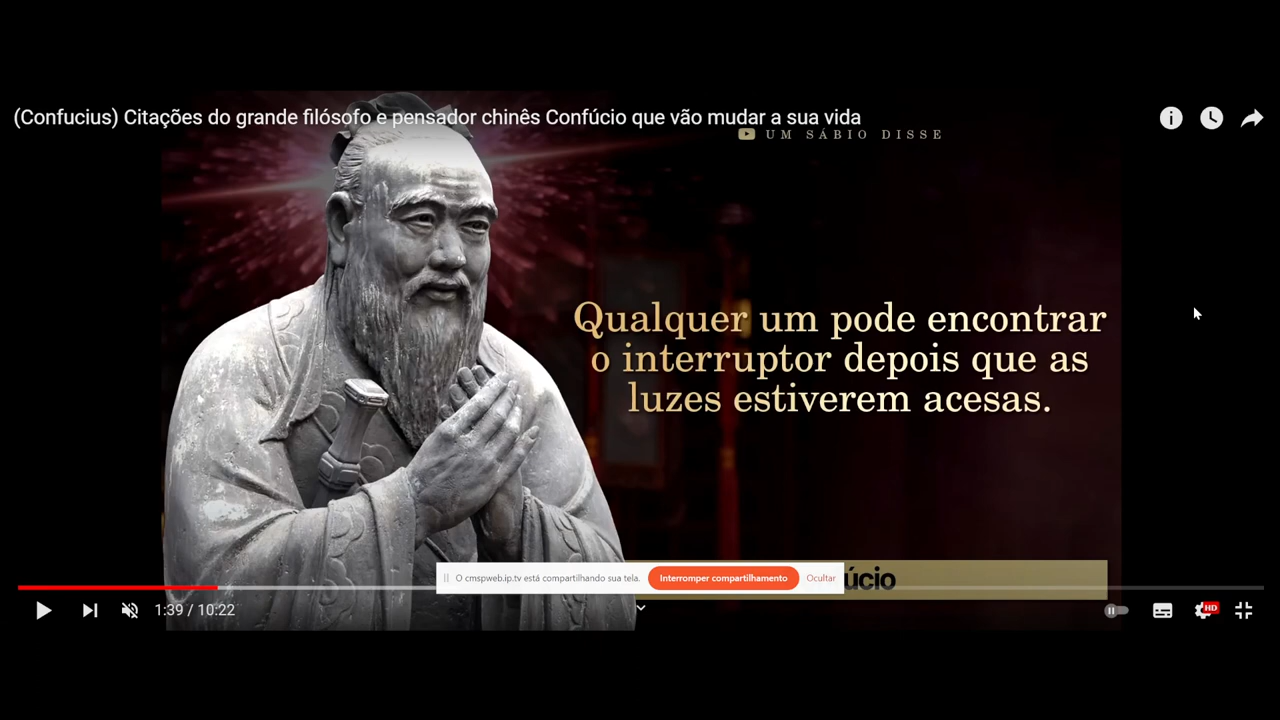 (Confucius) Citações do grande filósofo e pensador chinês Confúcio que vão mudar a sua vida
UM SÁBIO DISSE
Qualquer um pode encontrar
o interruptor depois que as
luzes estiverem acesas.
O cmspweb.ip.tv está compartilhando sua tela. Interromper compartilhamento Ocultar
úcio
1:39 / 10:22
HD